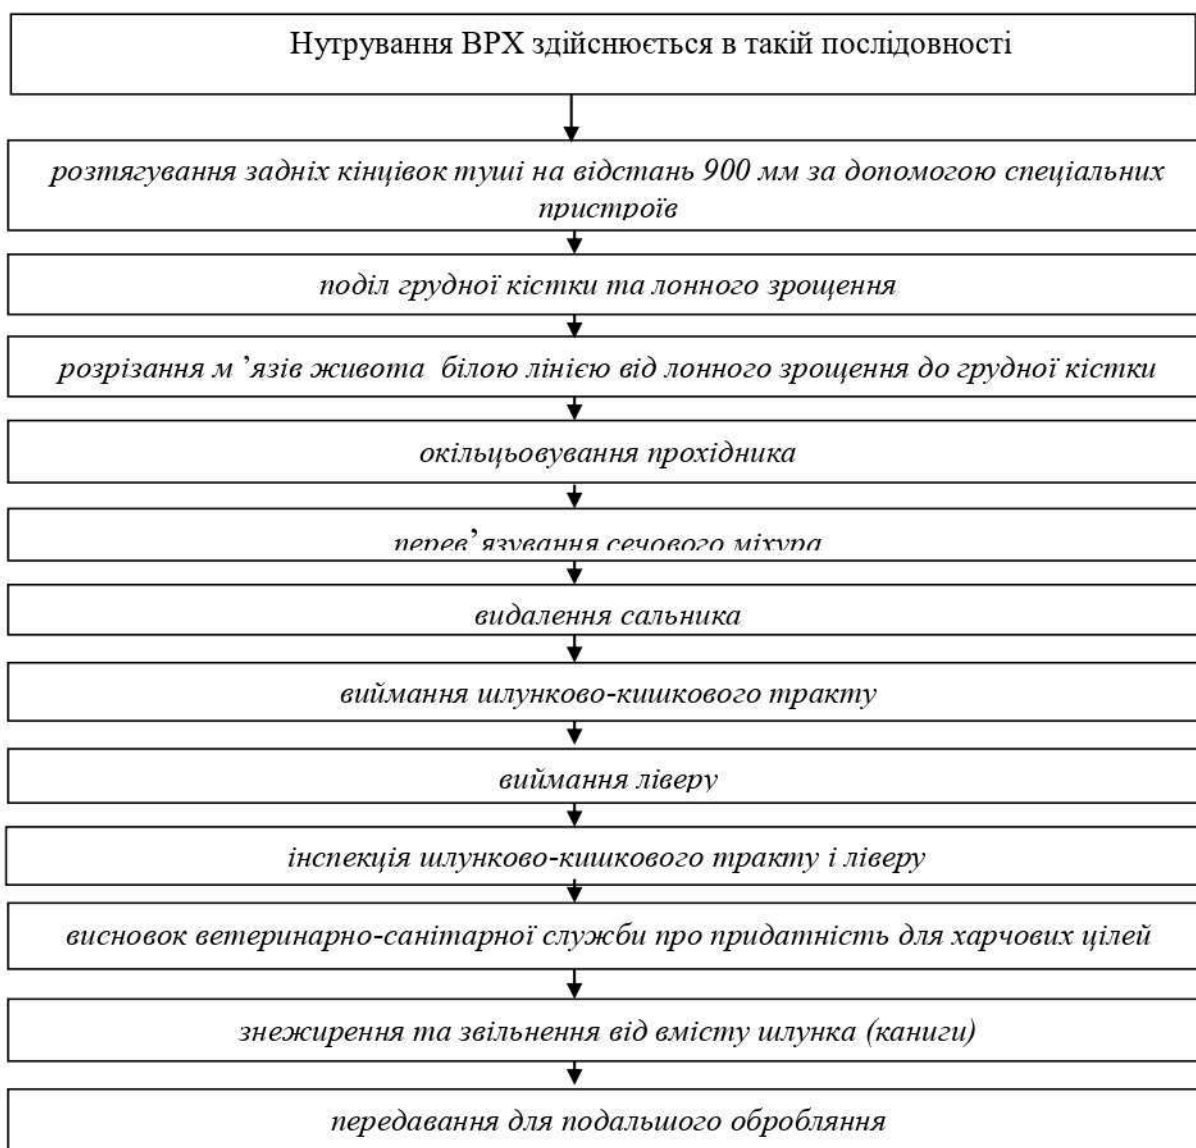 Нутрування ВРХ здійснюється в такій послідовності
розтягування задніх кінцівок туші на відстань 900 мм за допомогою спеціальних
пристроїв
поділ грудної кістки та лонного зрощення
розрізання м ’язів живота білою лінією від лонного зрощення до грудної кістки
окільцьовування прохідника
перев’язування сечового міхура
видалення сальника
виймання шлунково-кишкового тракту
виймання ліверу
інспекція шлунково-кишкового тракту і ліверу
висновок ветеринарно-санітарної служби про придатність для харчових цілей
знежирення та звільнення від вмісту шлунка (каниги)
передавання для подальшого обробляння